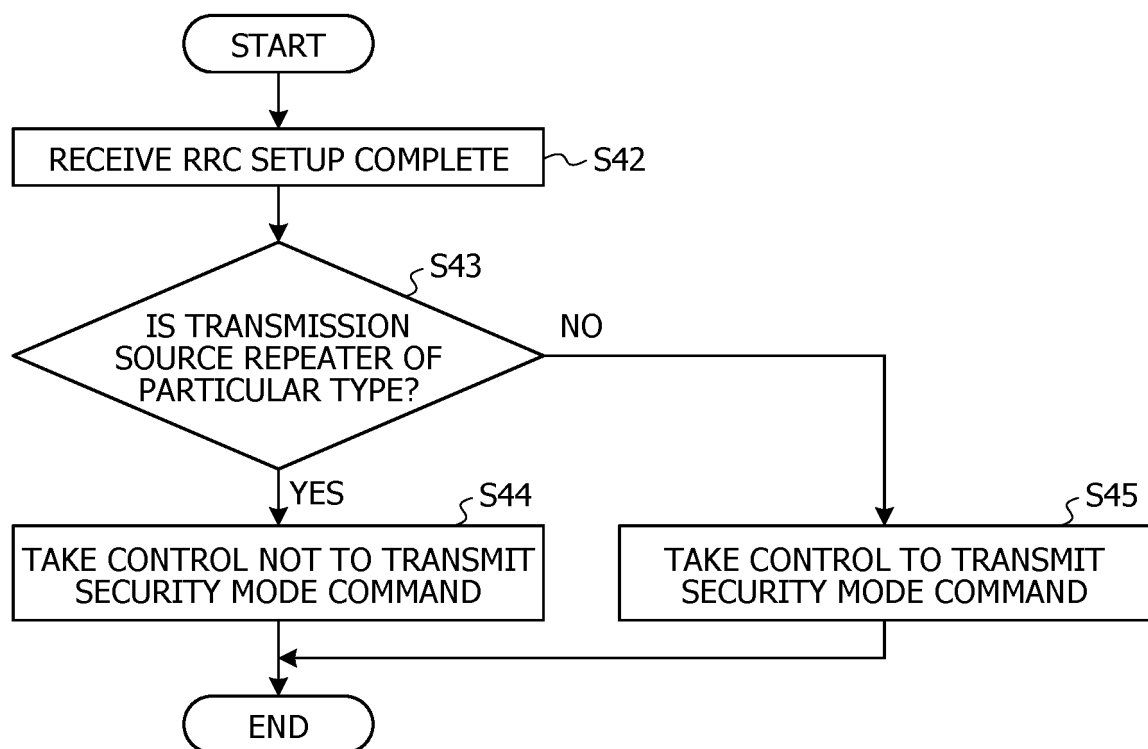 START
RECEIVE RRC SETUP COMPLETE
S42
S43
IS TRANSMISSION
SOURCE REPEATER OF
PARTICULAR TYPE?
NO
YES
S44
TAKE CONTROL NOT TO TRANSMIT
SECURITY MODE COMMAND
S45
TAKE CONTROL TO TRANSMIT
SECURITY MODE COMMAND
END